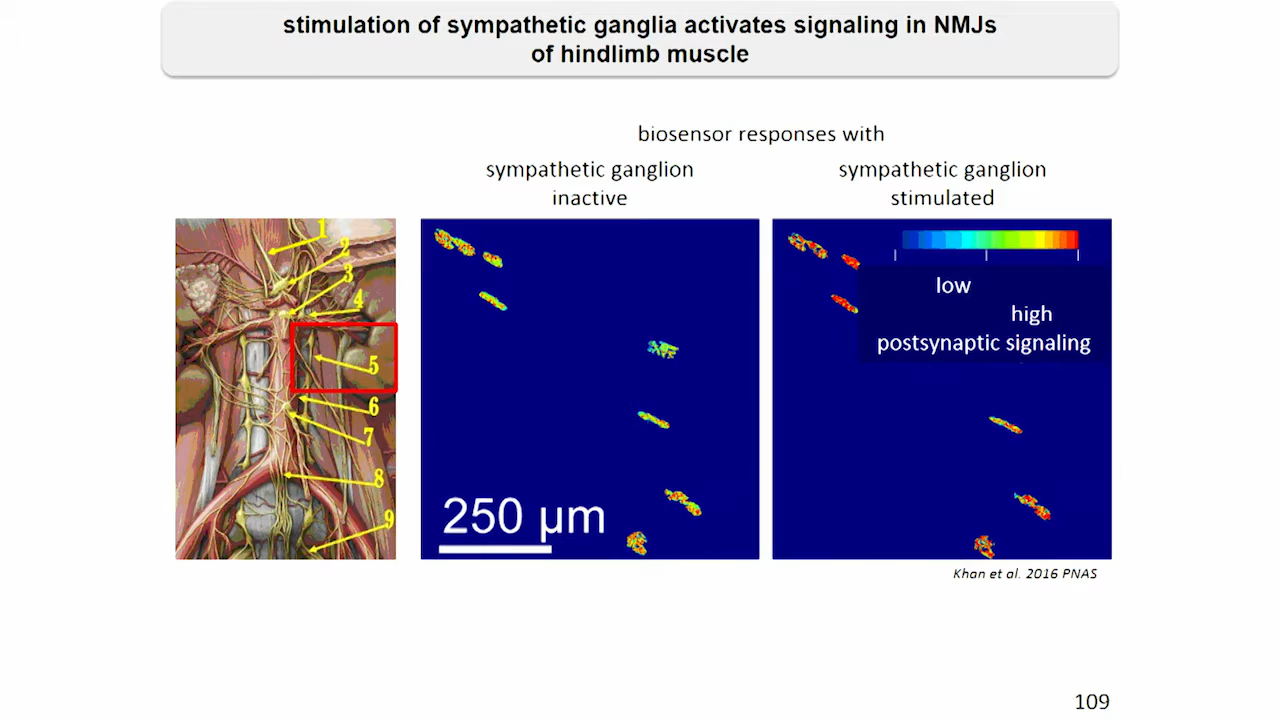 stimulation of sympathetic ganglia activates signaling in NMJs
of hindlimb muscle
biosensor responses with
sympathetic ganglion
inactive
sympathetic ganglion
stimulated
1
2
3
4
5
6
7
8
9
250 µm
low
high
postsynaptic signaling
Khan et al. 2016 PNAS
109